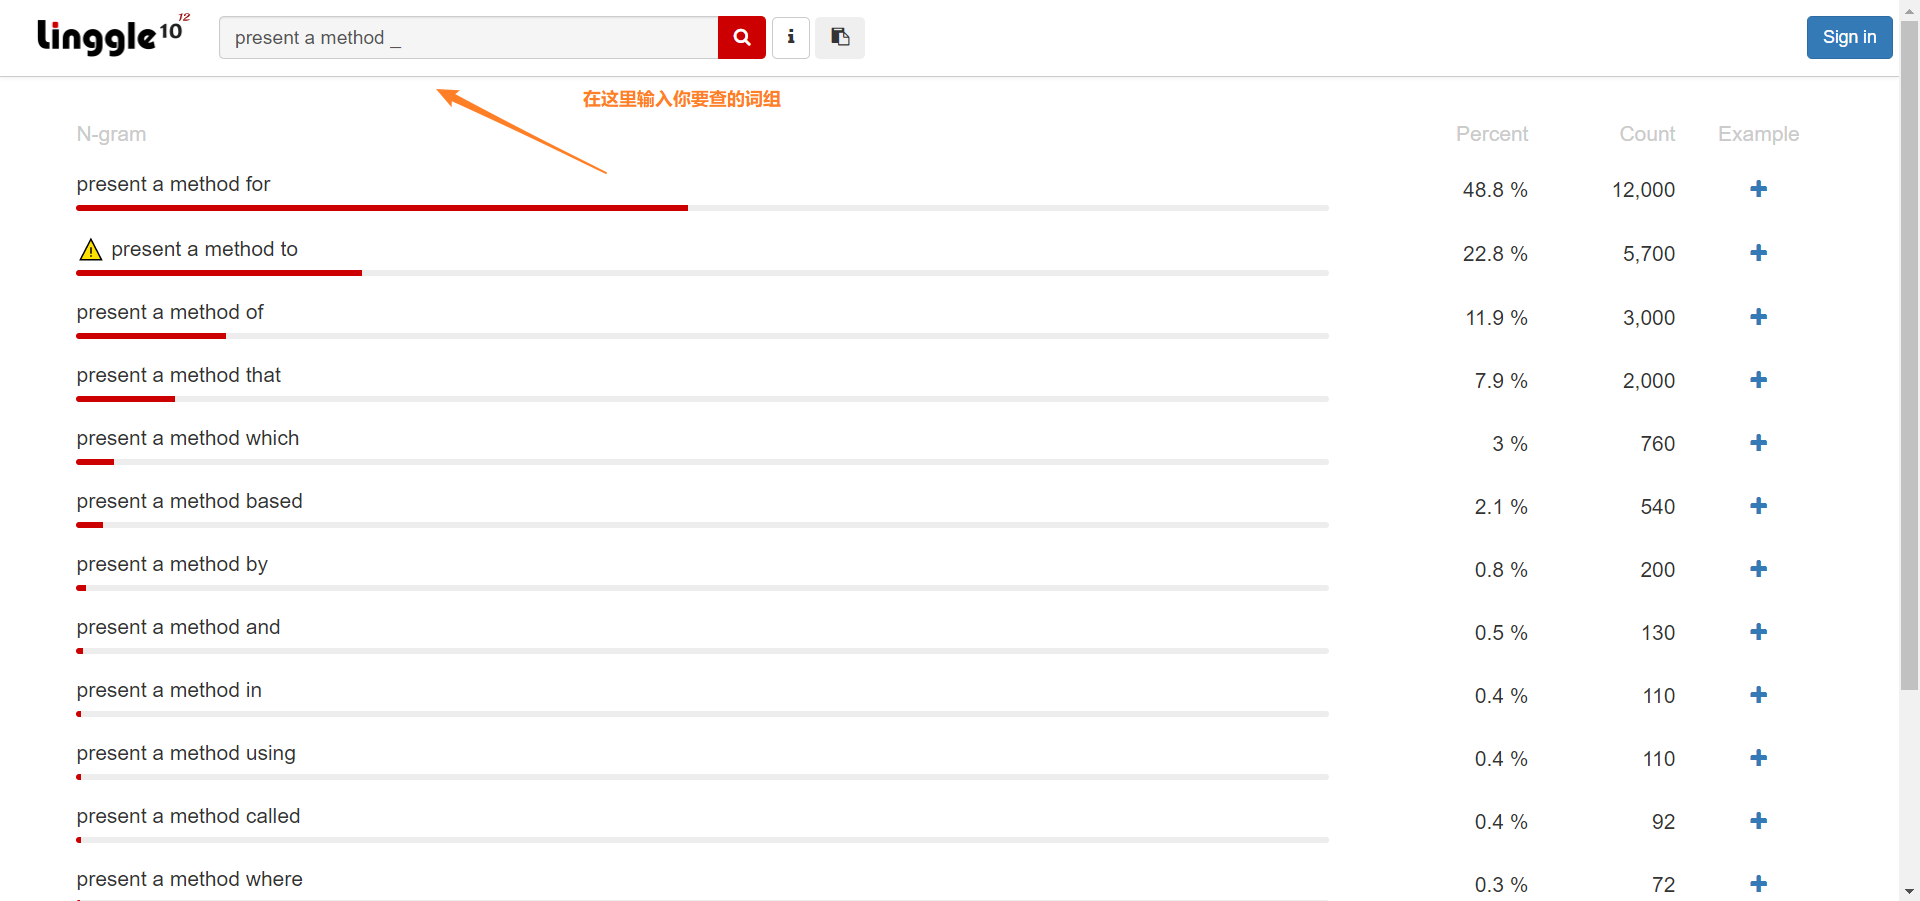 Linggle 10 12
present a method _
i
Sign in
在这里输入你要查的词组
N-gram Percent Count Example
present a method for 48.8 % 12,000
present a method to 22.8 % 5,700
present a method of 11.9 % 3,000
present a method that 7.9 % 2,000
present a method which 3 % 760
present a method based 2.1 % 540
present a method by 0.8 % 200
present a method and 0.5 % 130
present a method in 0.4 % 110
present a method using 0.4 % 110
present a method called 0.4 % 92
present a method where 0.3 % 72